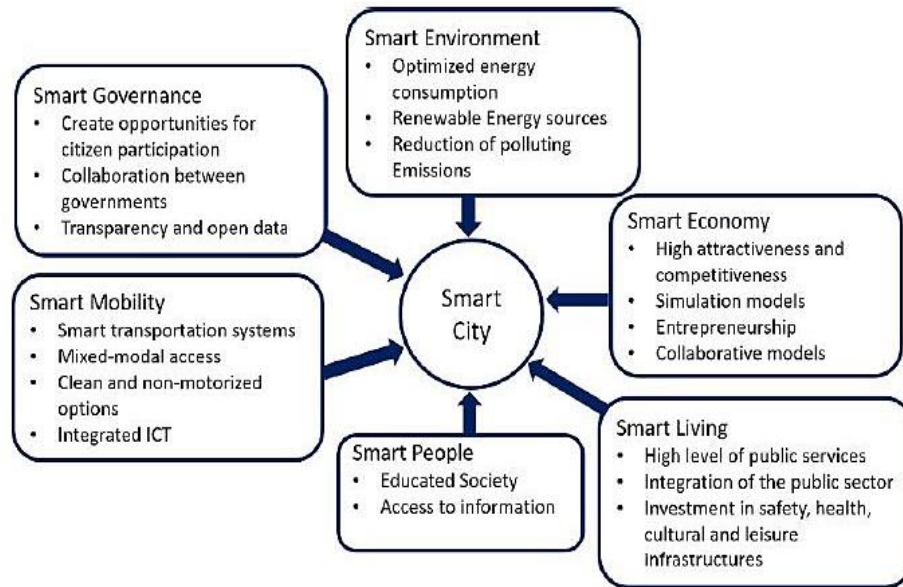 Smart Environment
• Optimized energy
consumption
• Renewable Energy sources
• Reduction of polluting
Emissions
Smart Governance
• Create opportunities for
citizen participation
• Collaboration between
governments
• Transparency and open data
Smart Economy
• High attractiveness and
competitiveness
• Simulation models
• Entrepreneurship
• Collaborative models
Smart
City
Smart Mobility
• Smart transportation systems
• Mixed-modal access
• Clean and non-motorized
options
• Integrated ICT
Smart People
• Educated Society
• Access to information
Smart Living
• High level of public services
• Integration of the public sector
• Investment in safety, health,
cultural and leisure
infrastructures